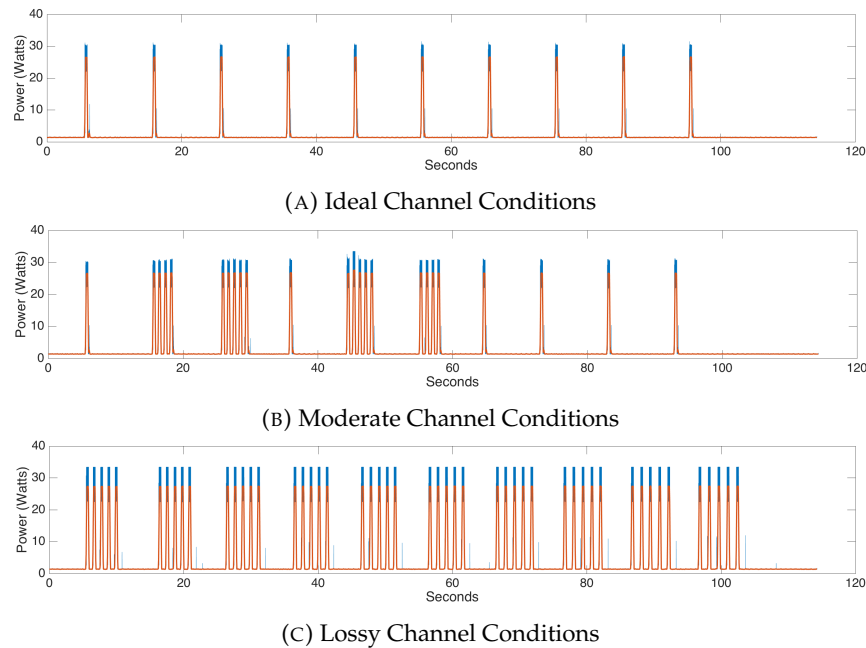 40
30
20
10
0
Power (Watts)
0 20 40 60 80 100 120
Seconds
(A) Ideal Channel Conditions
40
30
20
10
0
Power (Watts)
0 20 40 60 80 100 120
Seconds
(B) Moderate Channel Conditions
40
30
20
10
0
Power (Watts)
0 20 40 60 80 100 120
Seconds
(C) Lossy Channel Conditions